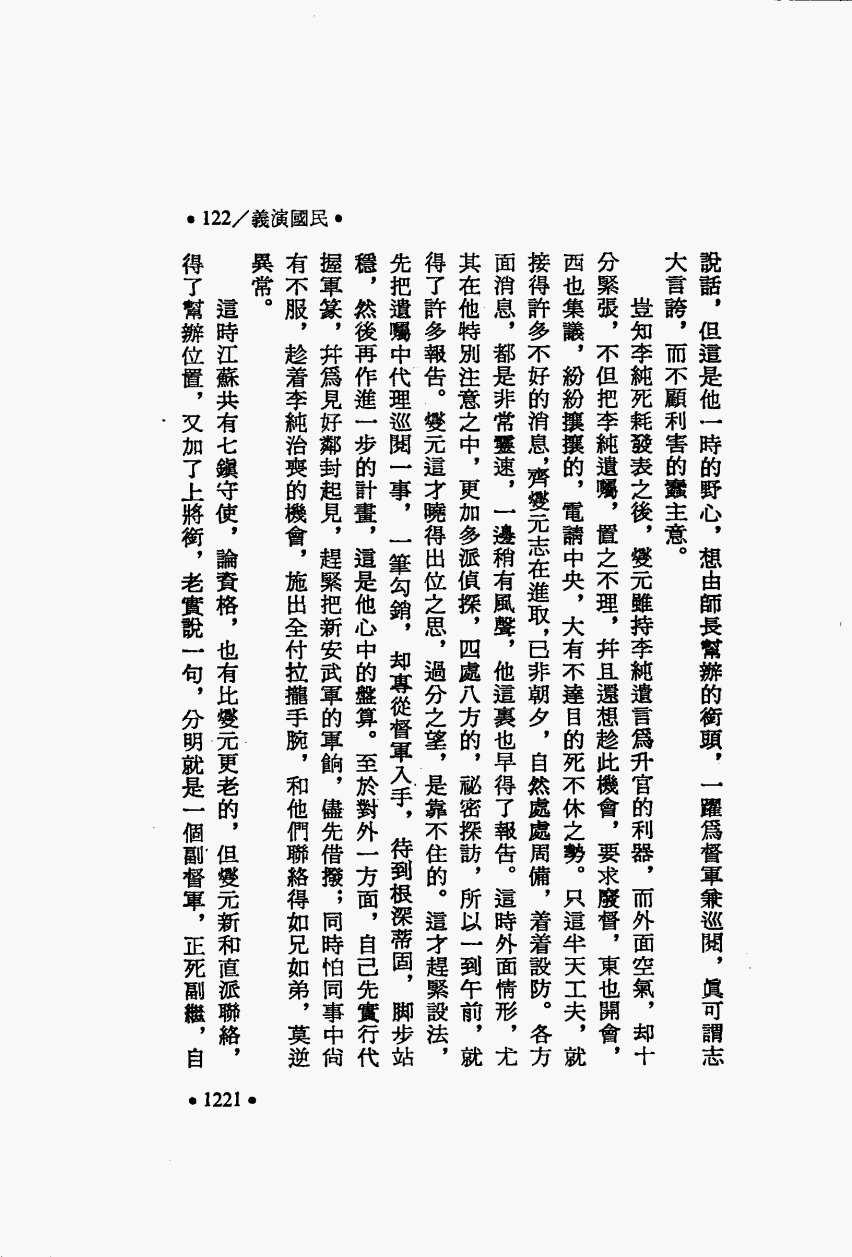 •122／義演國民•
說話，但這是他一時的野心，想由師長幫辦的銜頭，一躍爲督軍兼巡閱，眞可謂志
大言誇，而不顧利害的蠢主意。
豈知李純死耗發表之後，燮元雖持李純遺言爲升官的利器，而外面空氣，却十
分緊張，不但把李純遺囑，置之不理，幷且還想趁此機會，要求廢督，東也開會，
西也集議，紛紛攘攘的，電請中央，大有不達目的死不休之勢。只這半天工夫，就
接得許多不好的消息，齊燮元志在進取，已非朝夕，自然處處周備，着着設防。各方
面消息，都是非常靈速，一邊稍有風聲，他這裏也早得了報告。這時外面情形，尤
其在他特別注意之中，更加多派偵探，四處八方的，祕密探訪，所以一到午前，就
得了許多報告。燮元這才曉得出位之思，過分之望，是靠不住的。這才趕緊設法，
先把遺囑中代理巡閱一事，一筆勾銷，却專從督軍入手，待到根深蒂固，脚步站
穩，然後再作進一步的計畫，這是他心中的盤算。至於對外一方面，自己先實行代
握軍篆，幷爲見好鄰封起見，趕緊把新安武軍的軍餉，儘先借撥；同時怕同事中尙
有不服，趁着李純治喪的機會，施出全付拉攏手腕，和他們聯絡得如兄如弟，莫逆
異常。
這時江蘇共有七鎭守使，論資格，也有比燮元更老的，但燮元新和直派聯絡，
得了幫辦位置，又加了上將銜，老實說一句，分明就是一個副督軍，正死副繼，自
•1221•